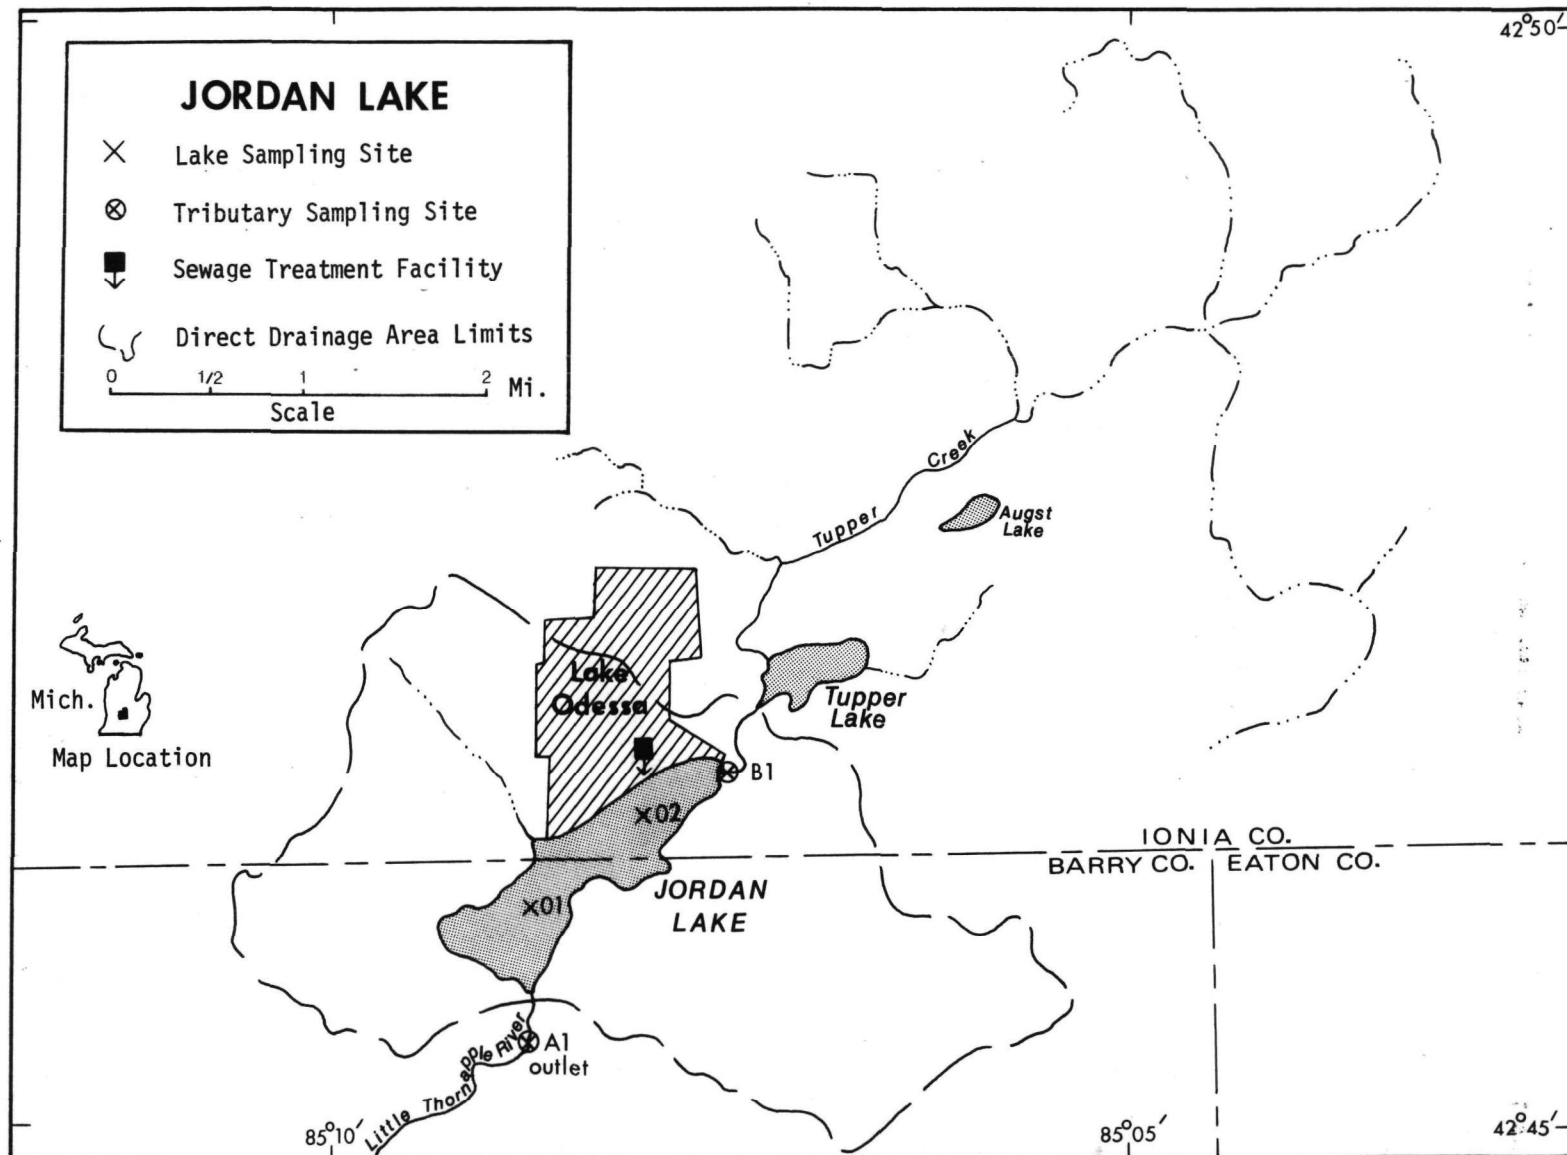 42°50′
JORDAN LAKE
Lake Sampling Site
Tributary Sampling Site
Sewage Treatment Facility
Direct Drainage Area Limits
0 1/2 1 2 Mi.
Scale
Tupper Creek
Augst
Lake
Mich.
Map Location
Lake
Odessa
Tupper
Lake
B1
02
IONIA CO.
BARRY CO. EATON CO.
01
JORDAN
LAKE
A1
outlet
Little Thornapple River
85°10′
85°05′
42°45′